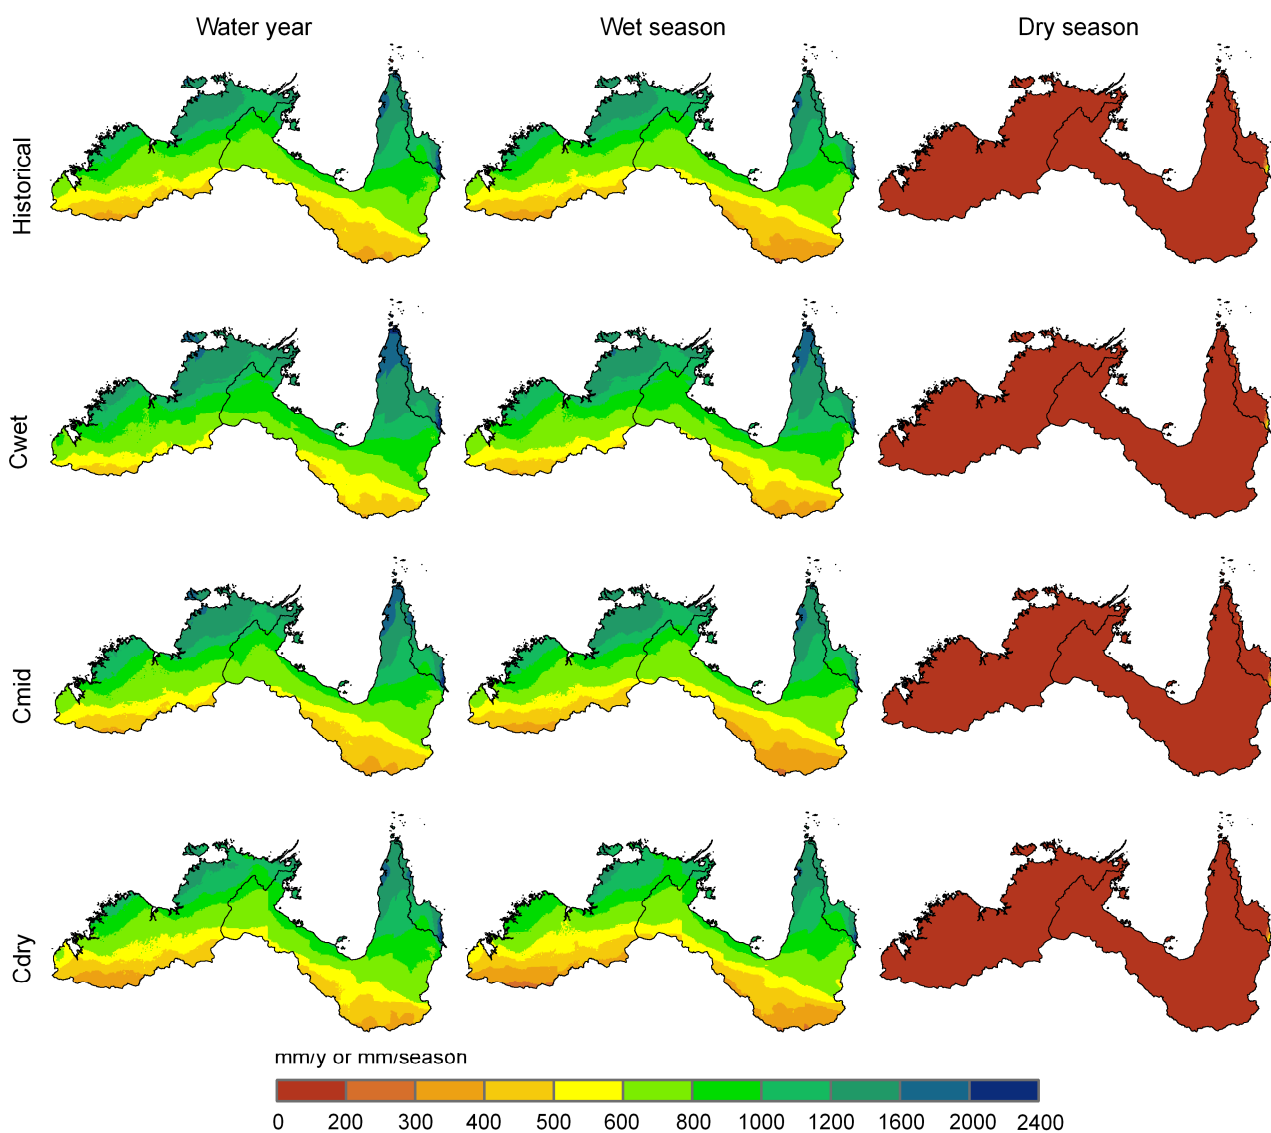 Water year Wet season Dry season
Historical
Cwet
Cmid
Cdry
mm/y or mm/season
0 200 300 400 500 600 800 1000 1200 1600 2000 2400